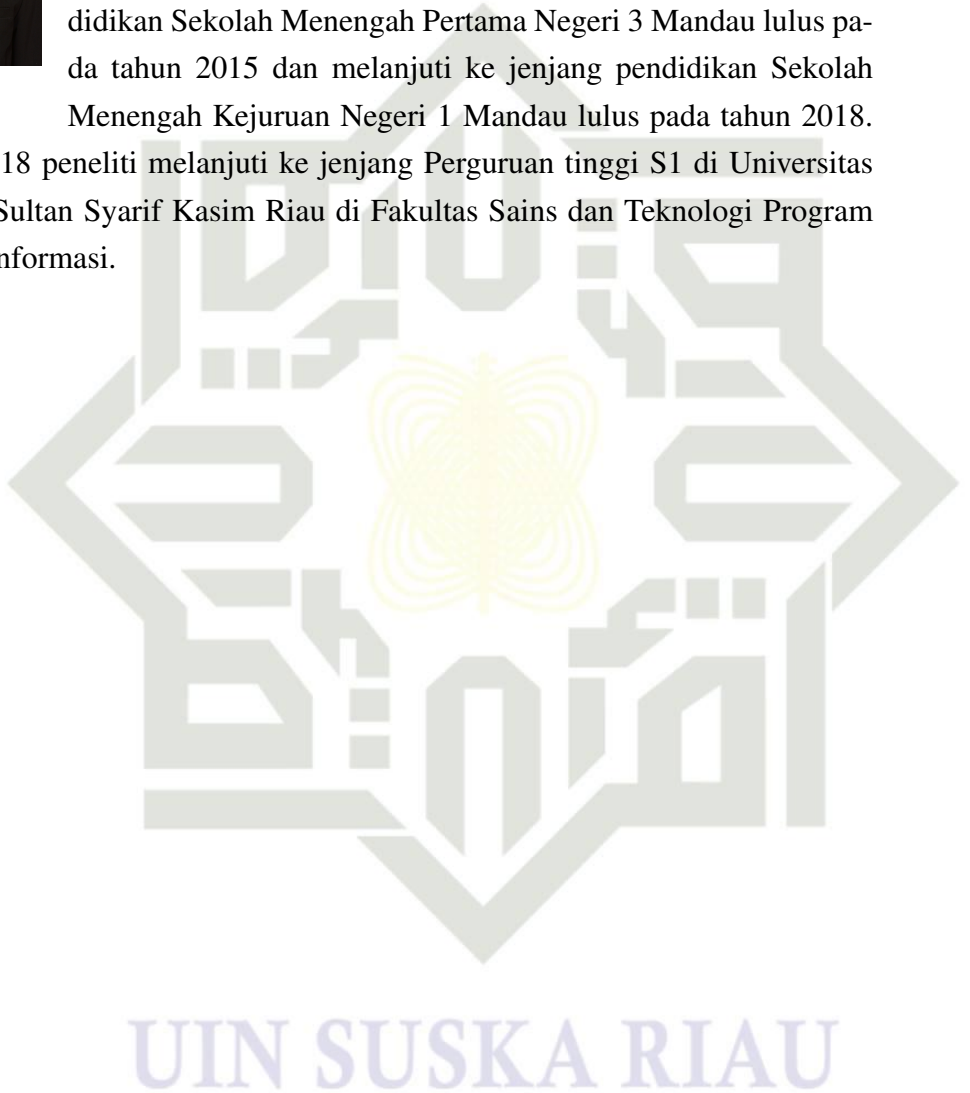 didikan Sekolah Menengah Pertama Negeri 3 Mandau lulus pa-
da tahun 2015 dan melanjuti ke jenjang pendidikan Sekolah
Menengah Kejuruan Negeri 1 Mandau lulus pada tahun 2018.
18 peneliti melanjuti ke jenjang Perguruan tinggi S1 di Universitas
Sultan Syarif Kasim Riau di Fakultas Sains dan Teknologi Program
nformasi.
UIN SUSKA RIAU